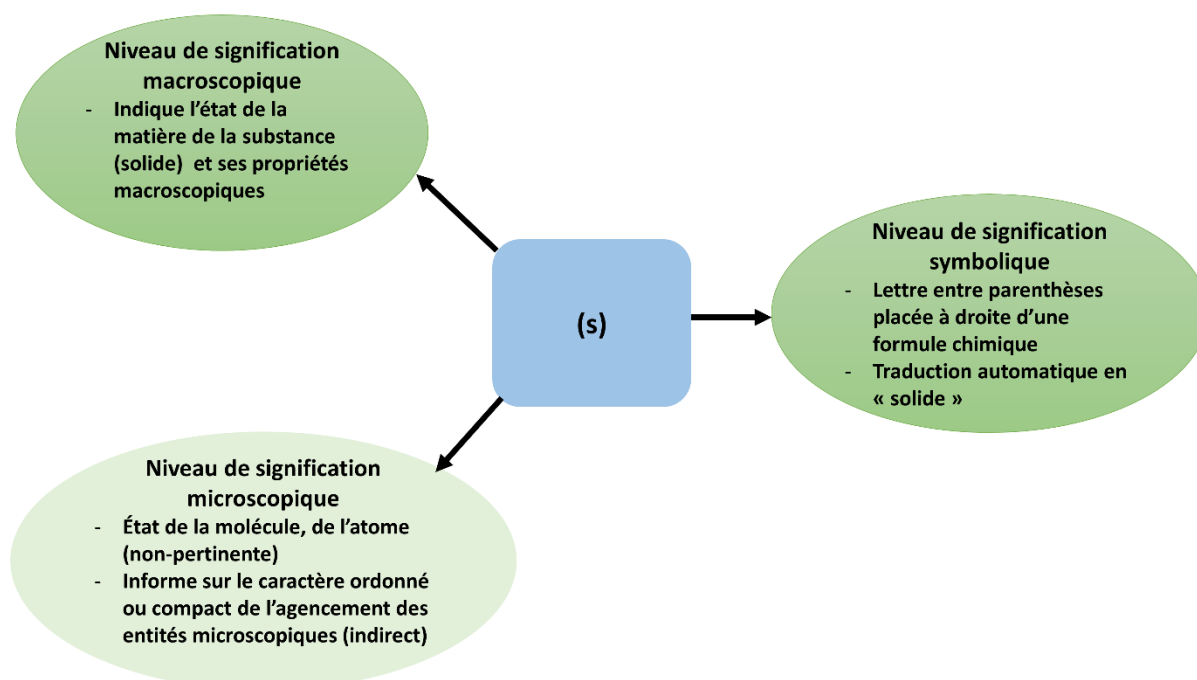 Niveau de signification
macroscopique
- Indique l’état de la
matière de la substance
(solide) et ses propriétés
macroscopiques
(s)
Niveau de signification
symbolique
- Lettre entre parenthèses
placée à droite d’une
formule chimique
- Traduction automatique en
« solide »
Niveau de signification
microscopique
- État de la molécule, de l’atome
(non-pertinente)
- Informe sur le caractère ordonné
ou compact de l’agencement des
entités microscopiques (indirect)